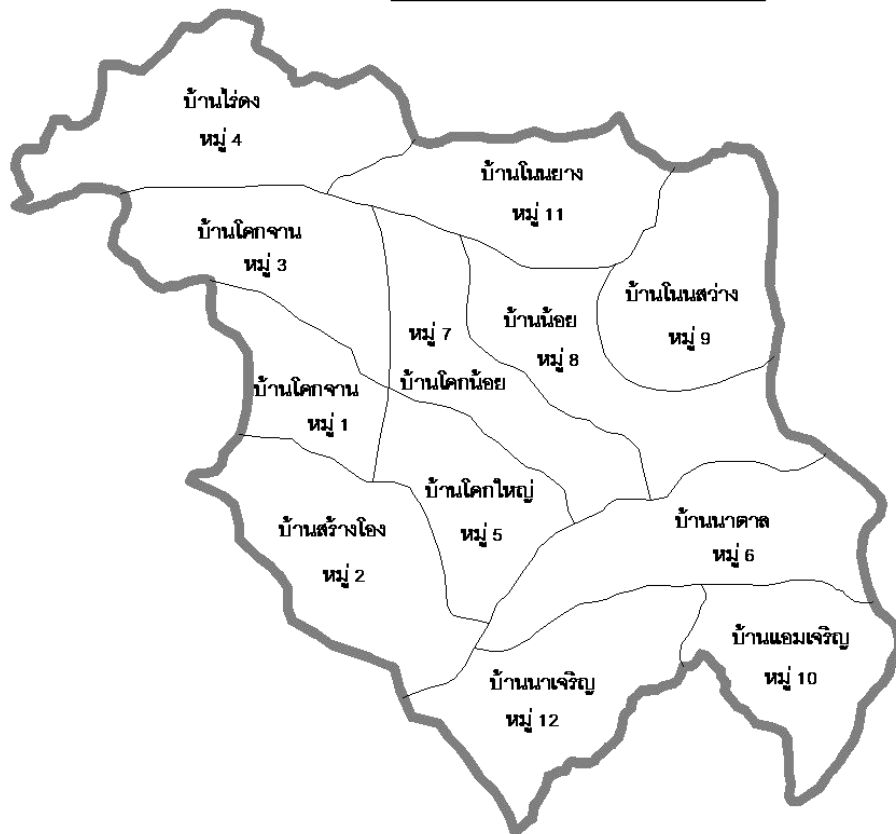 บ้านไร่ดง
หมู่ 4
บ้านโนนยาง
หมู่ 11
บ้านโคกจาน
หมู่ 3
บ้านโนนสว่าง
หมู่ 9
บ้านน้อย
หมู่ 8
หมู่ 7
บ้านโคกน้อย
บ้านโคกจาน
หมู่ 1
บ้านโคกใหญ่
หมู่ 5
บ้านสร้างโอง
หมู่ 2
บ้านนาตาล
หมู่ 6
บ้านแอมเจริญ
หมู่ 10
บ้านนาเจริญ
หมู่ 12